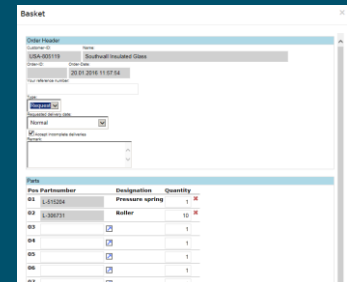 Basket
Order Header
Customer-ID: Name:
USA-005119 Southwall Insulated Glass
Order-ID: Order-Date:
20.01.2016 11:07:54
Your reference number
Type:
Request
Requested delivery date
Normal
Accept incomplete deliveries
Remark:
Parts
Pos Partnumber Designation Quantity
01 L-515204 Pressure spring 1
02 L-306731 Roller 10
03 1
04 1
05 1
06 1